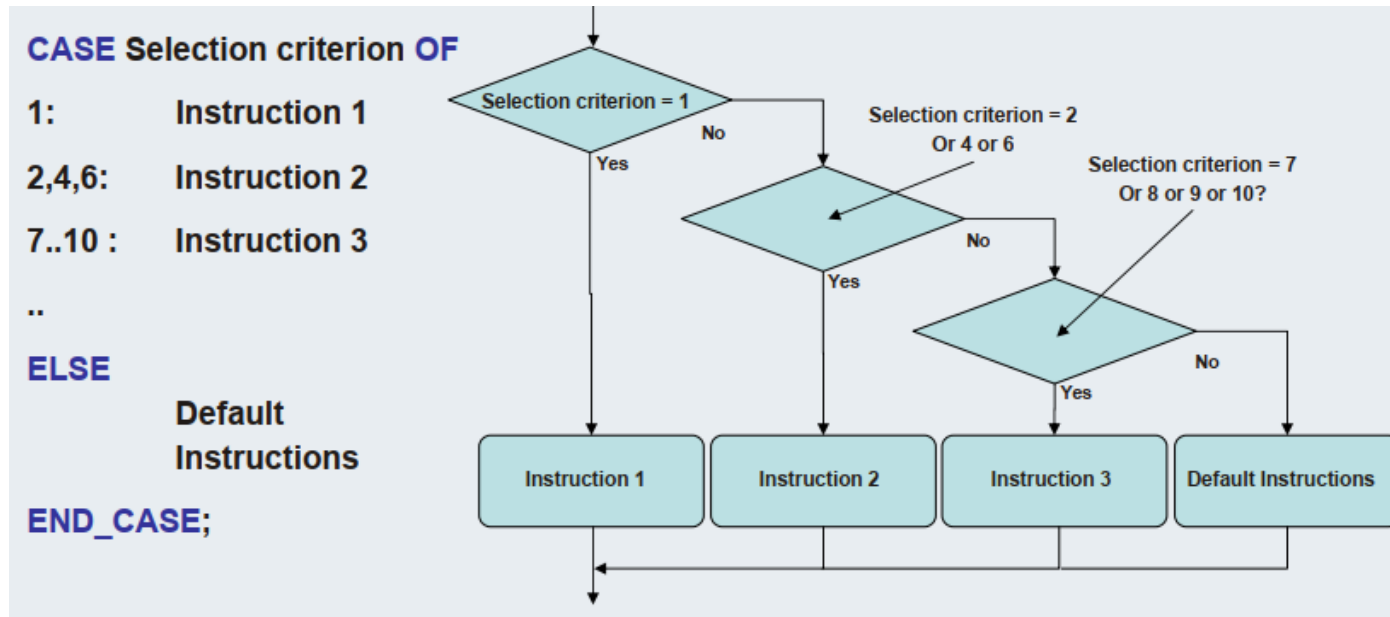 CASE Selection criterion OF
1: Instruction 1
2,4,6: Instruction 2
7..10 : Instruction 3
..
ELSE
Default
Instructions
END_CASE;
Selection criterion = 1
No
Yes
Selection criterion = 2
Or 4 or 6
No
Yes
Selection criterion = 7
Or 8 or 9 or 10?
No
Yes
Instruction 1
Instruction 2
Instruction 3
Default Instructions